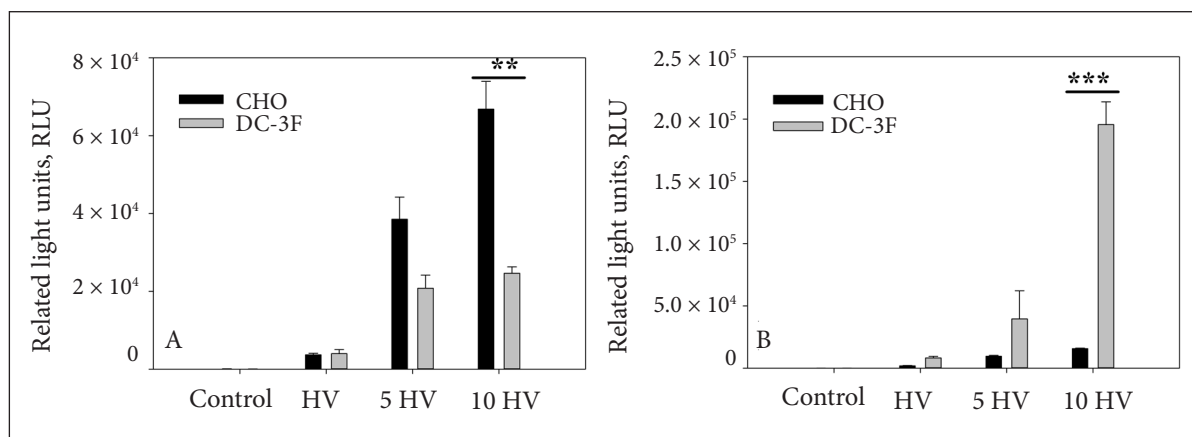 Related light units, RLU
8 × 10⁴
6 × 10⁴
4 × 10⁴
2 × 10⁴
0
CHO
DC-3F
**
A
Control HV 5 HV 10 HV
Related light units, RLU
2.5 × 10⁵
2.0 × 10⁵
1.5 × 10⁵
1.0 × 10⁵
5.0 × 10⁴
0
CHO
DC-3F
***
B
Control HV 5 HV 10 HV